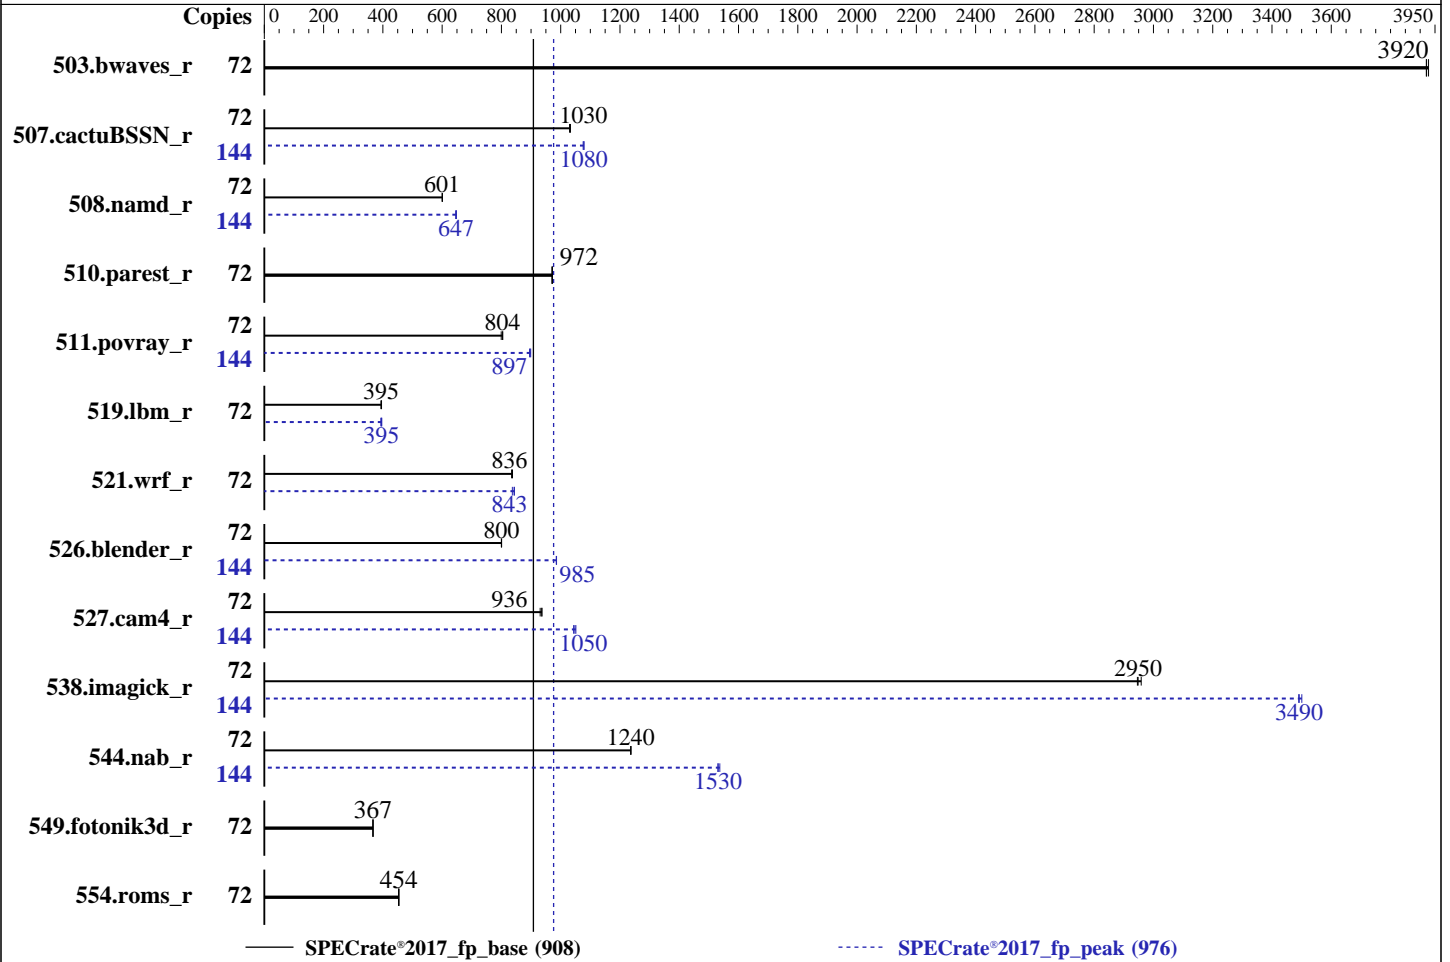 Copies 0 200 400 600 800 1000 1200 1400 1600 1800 2000 2200 2400 2600 2800 3000 3200 3400 3600 3950
503.bwaves_r 72 3920
507.cactuBSSN_r 72 1030
144 1080
508.namd_r 72 601
144 647
510.parest_r 72 972
511.povray_r 72 804
144 897
519.lbm_r 72 395
395
521.wrf_r 72 836
843
526.blender_r 72 800
144 985
527.cam4_r 72 936
144 1050
538.imagick_r 72 2950
144 3490
544.nab_r 72 1240
144 1530
549.fotonik3d_r 72 367
554.roms_r 72 454
SPECrate®2017_fp_base (908) SPECrate®2017_fp_peak (976)